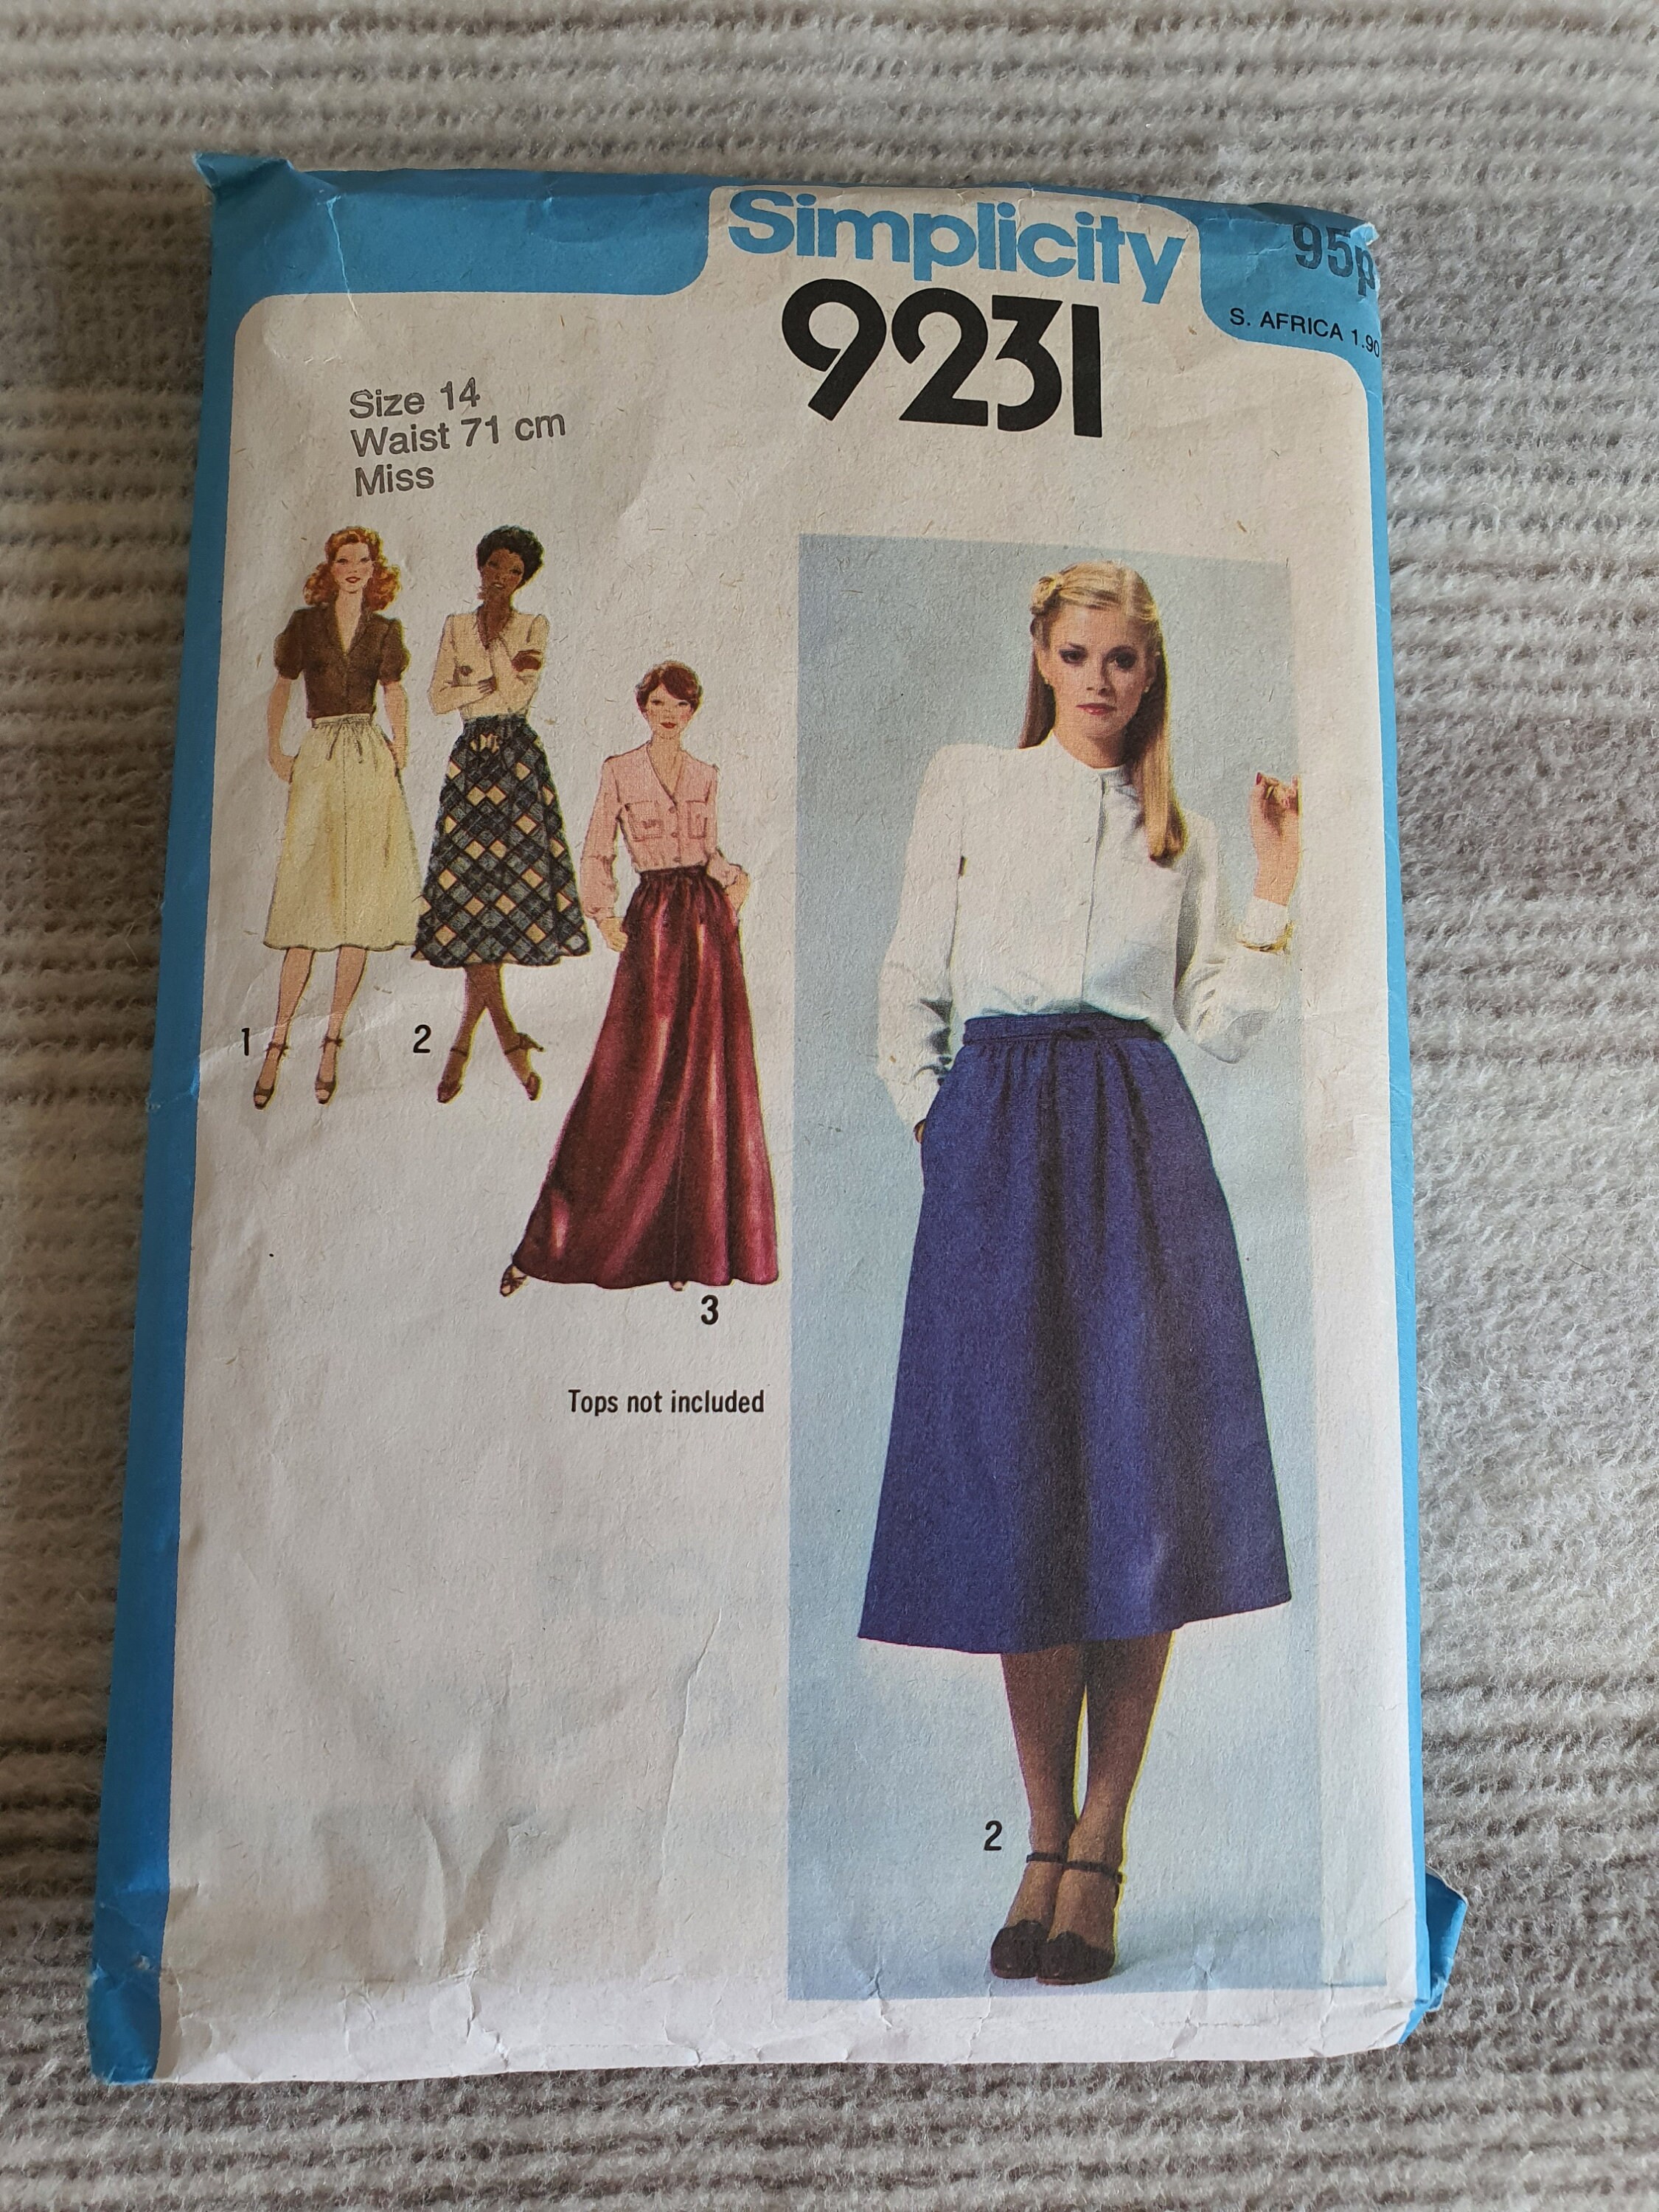 Simplicity
9231
95p
S. AFRICA 1.90
Size 14
Waist 71 cm
Miss
1
2
3
Tops not included
2